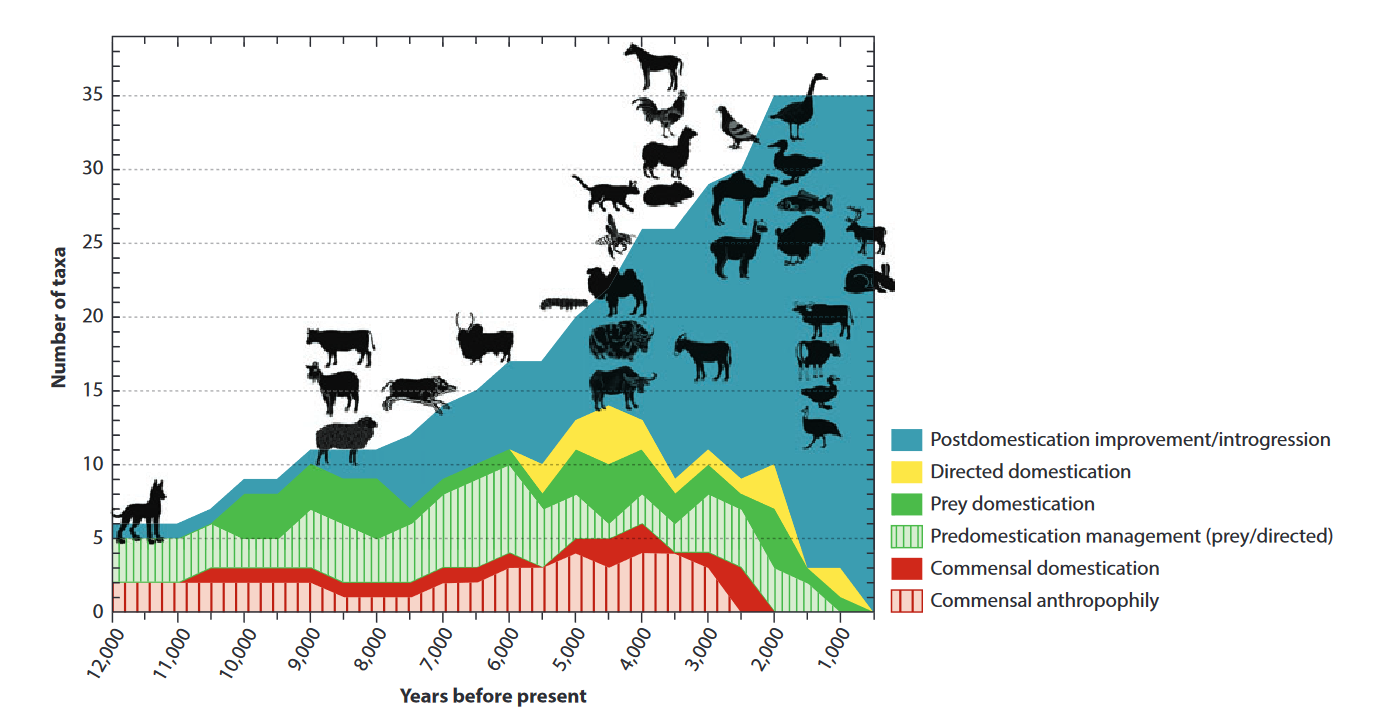 Number of taxa
35
30
25
20
15
10
5
0
12,000
11,000
10,000
9,000
8,000
7,000
6,000
5,000
4,000
3,000
2,000
1,000
Years before present
Postdomestication improvement/introgression
Directed domestication
Prey domestication
Predomestication management (prey/directed)
Commensal domestication
Commensal anthropophily